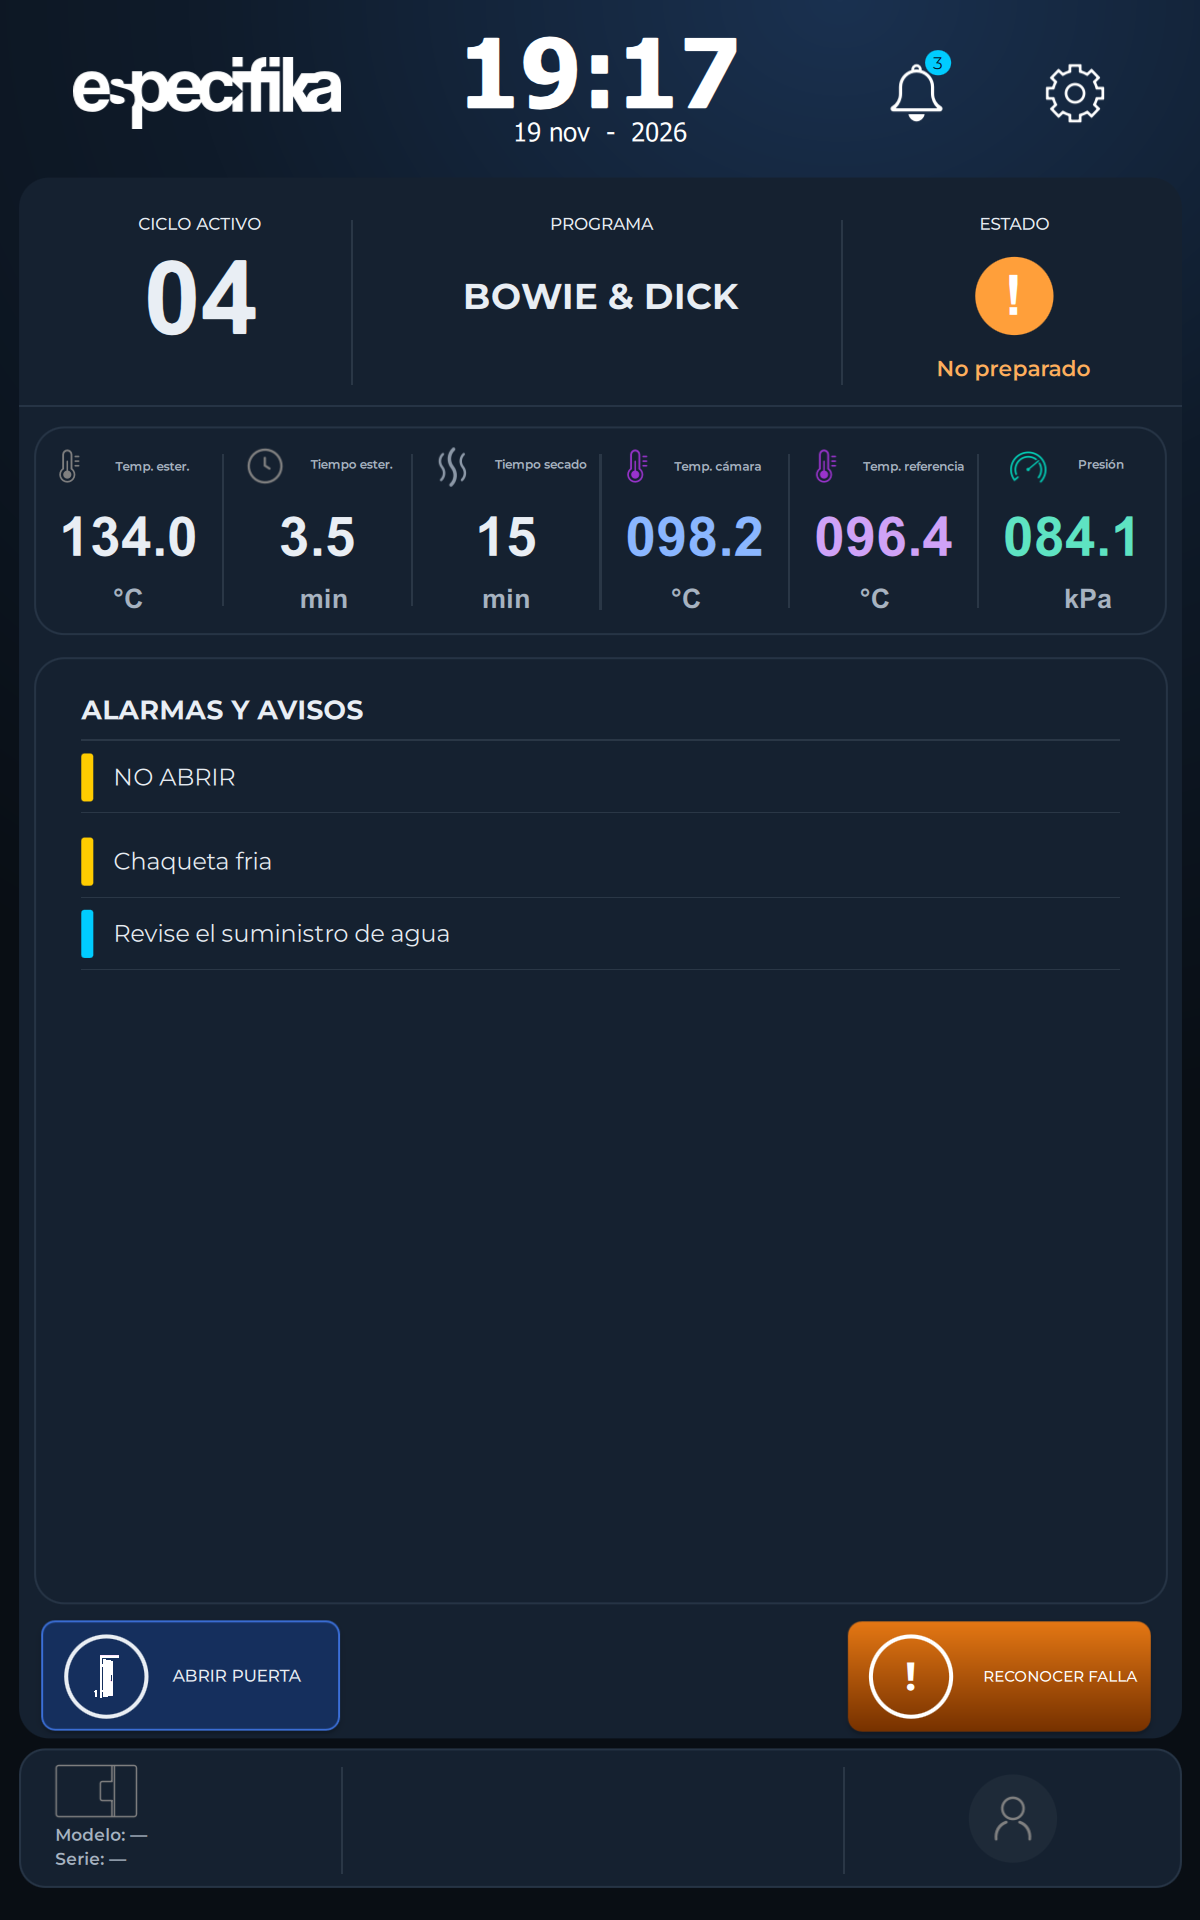 especifika
19:17
19 nov - 2026
3
CICLO ACTIVO
04
PROGRAMA
BOWIE & DICK
ESTADO
!
No preparado
Temp. ester.
134.0
°C
Tiempo ester.
3.5
min
Tiempo secado
15
min
Temp. cámara
098.2
°C
Temp. referencia
096.4
°C
Presión
084.1
kPa
ALARMAS Y AVISOS
NO ABRIR
Chaqueta fria
Revise el suministro de agua
ABRIR PUERTA
!
RECONOCER FALLA
Modelo: —
Serie: —